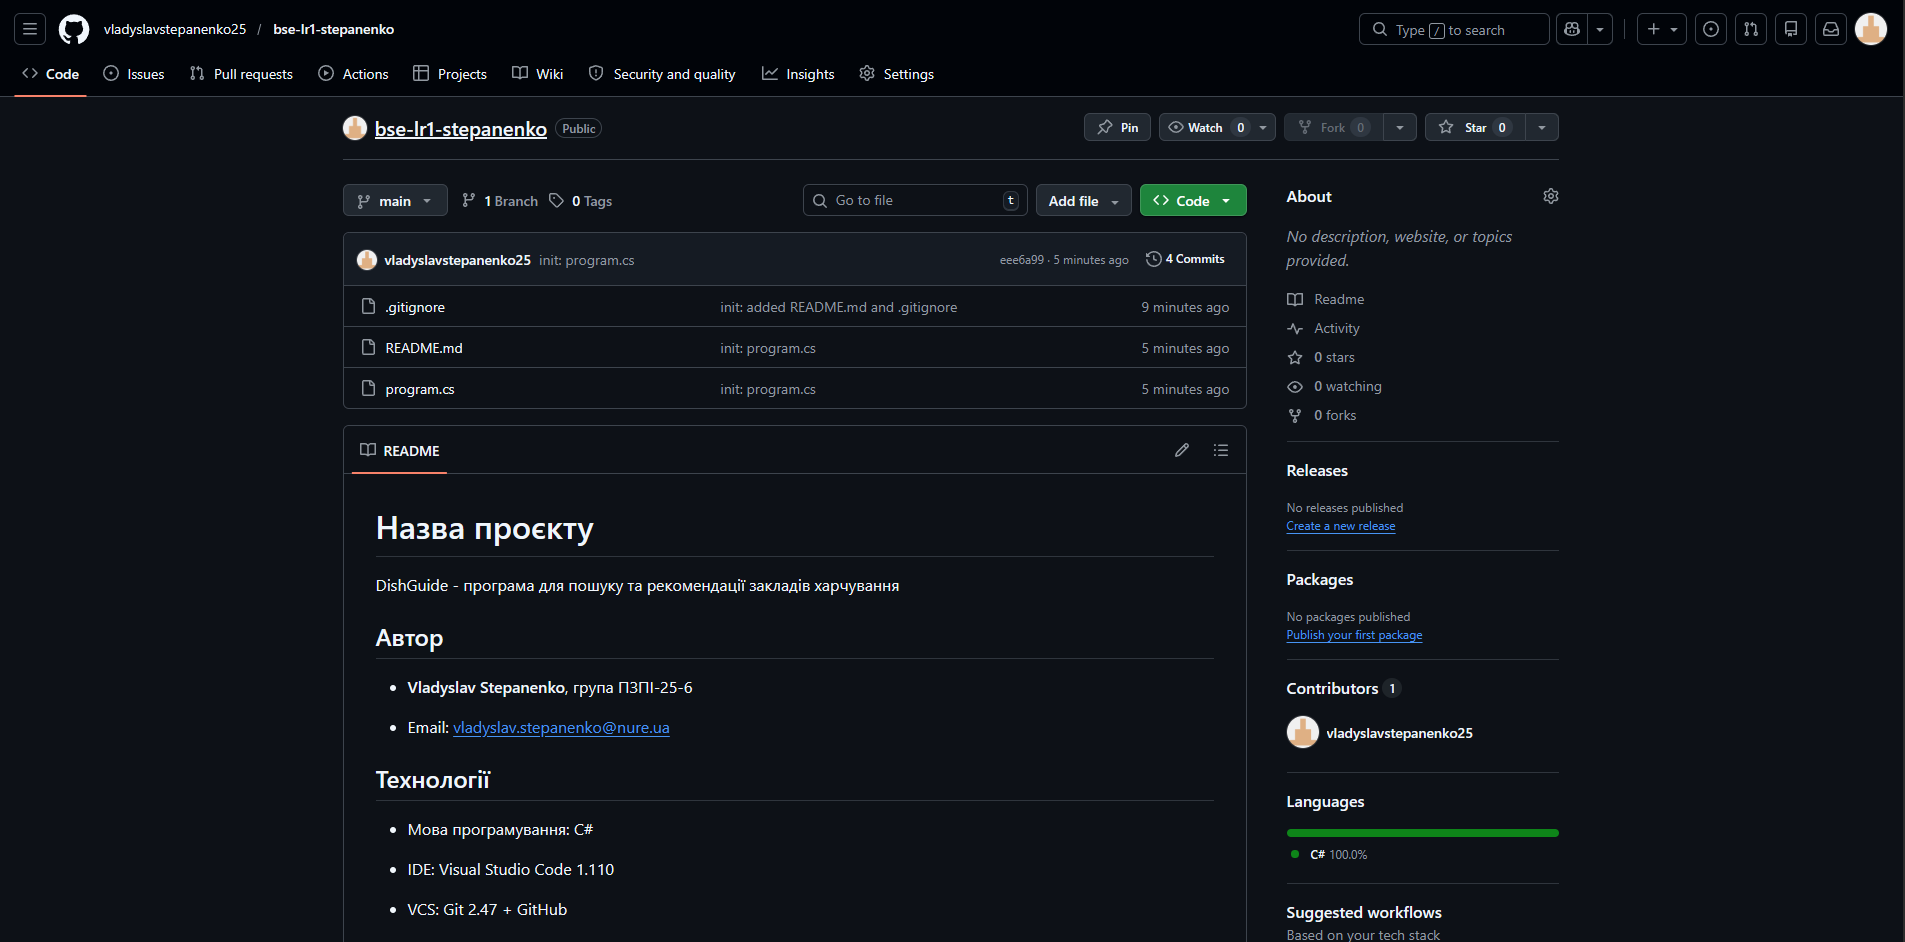 vladyslavstepanenko25 / bse-lr1-stepanenko
Type / to search
Code Issues Pull requests Actions Projects Wiki Security and quality Insights Settings
bse-lr1-stepanenko Public
Pin Watch 0 Fork 0 Star 0
main 1 Branch 0 Tags Go to file t Add file Code
vladyslavstepanenko25 init: program.cs eee6a99 · 5 minutes ago 4 Commits
.gitignore init: added README.md and .gitignore 9 minutes ago
README.md init: program.cs 5 minutes ago
program.cs init: program.cs 5 minutes ago
README
Назва проєкту
DishGuide - програма для пошуку та рекомендації закладів харчування
Автор
Vladyslav Stepanenko, група ПЗПІ-25-6
Email: vladyslav.stepanenko@nure.ua
Технології
Мова програмування: C#
IDE: Visual Studio Code 1.110
VCS: Git 2.47 + GitHub
About
No description, website, or topics
provided.
Readme
Activity
0 stars
0 watching
0 forks
Releases
No releases published
Create a new release
Packages
No packages published
Publish your first package
Contributors 1
vladyslavstepanenko25
Languages
C# 100.0%
Suggested workflows
Based on your tech stack